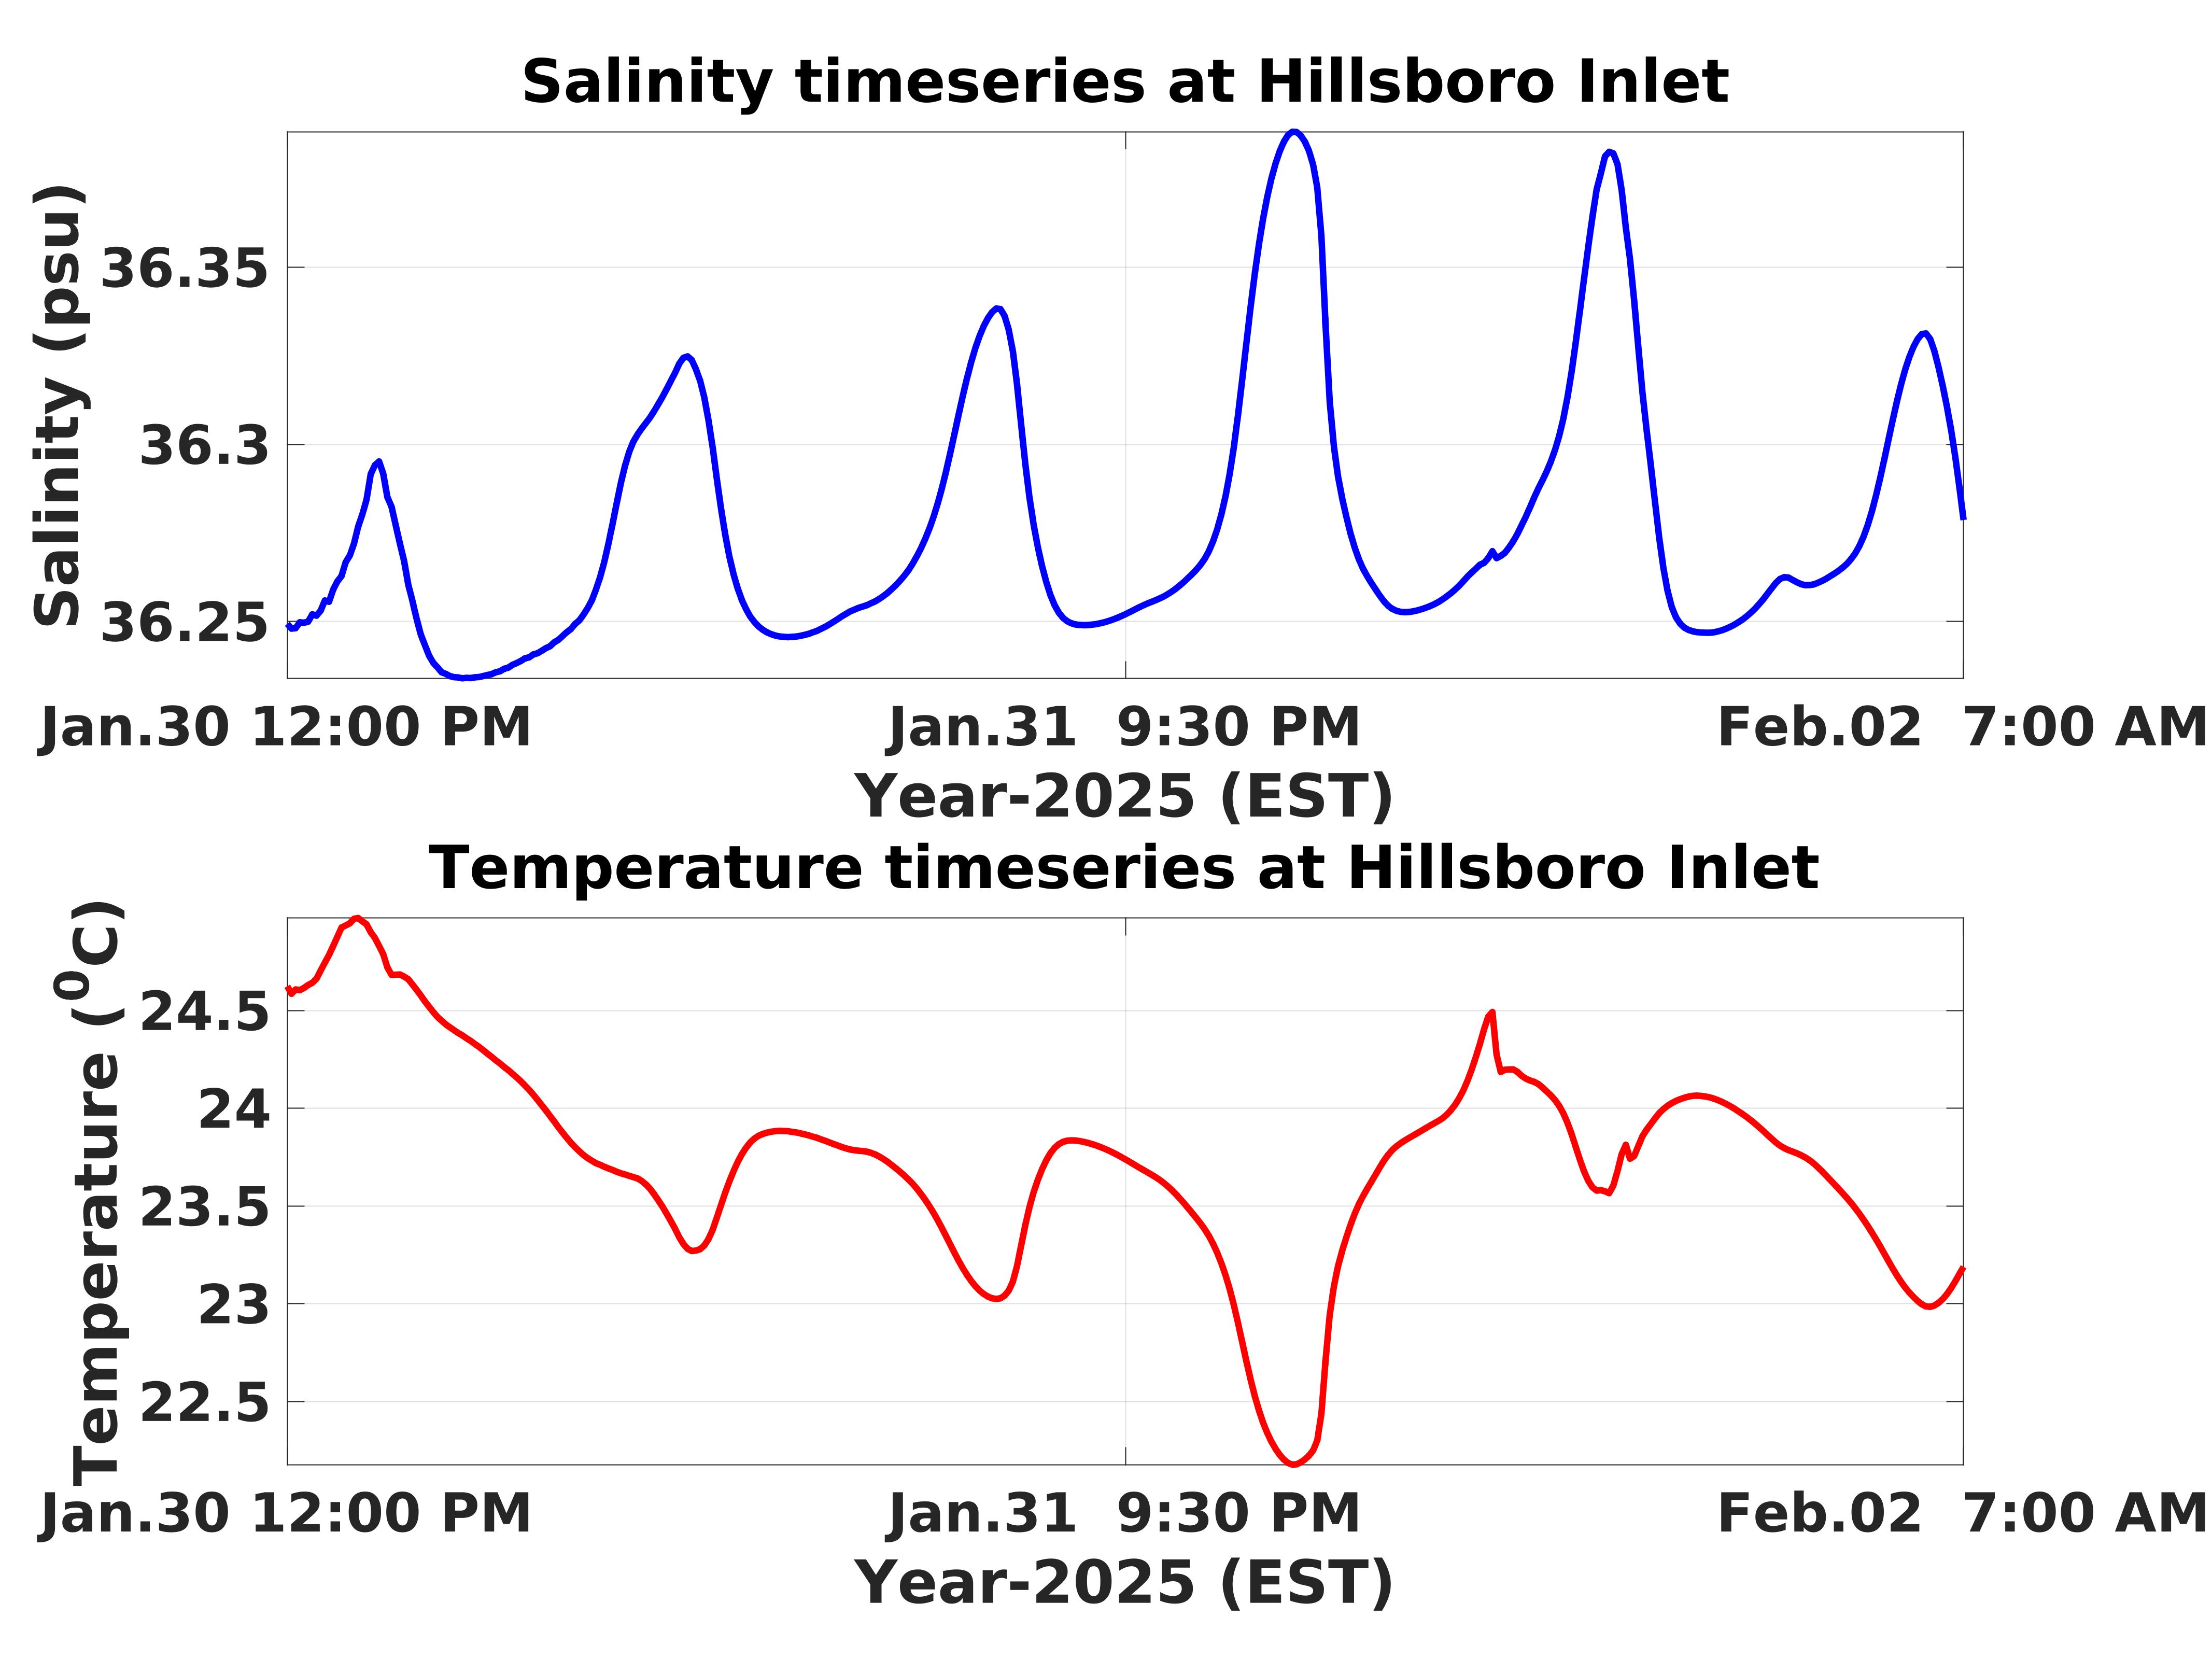 Salinity timeseries at Hillsboro Inlet
Salinity (psu)
36.35
36.3
36.25
Jan.30 12:00 PM
Jan.31  9:30 PM
Feb.02  7:00 AM
Year-2025 (EST)
Temperature timeseries at Hillsboro Inlet
Temperature (⁰C)
24.5
24
23.5
23
22.5
Jan.30 12:00 PM
Jan.31  9:30 PM
Feb.02  7:00 AM
Year-2025 (EST)